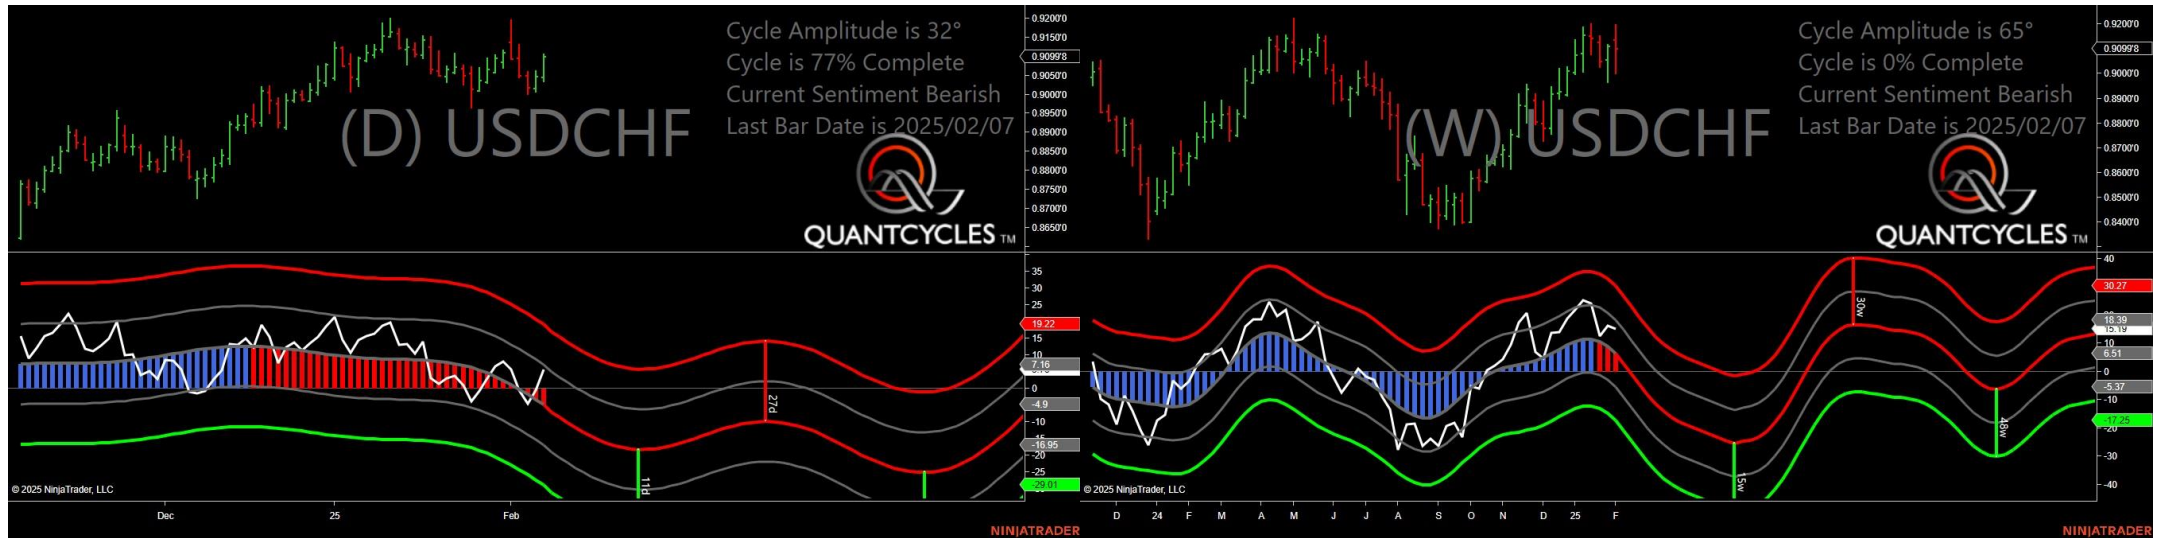 Cycle Amplitude is 32°
Cycle is 77% Complete
Current Sentiment Bearish
Last Bar Date is 2025/02/07
(D) USDCHF
QUANTCYCLES TM
0.9200'0
0.9150'0
0.9099'8
0.9050'0
0.9000'0
0.8950'0
0.8900'0
0.8850'0
0.8800'0
0.8750'0
0.8700'0
0.8650'0
35
30
25
19.22
15
10
7.16
0
-4.9
-10
-16.95
-20
-25
-29.01
27d
11d
© 2025 NinjaTrader, LLC
Dec
25
Feb
NINJATRADER
Cycle Amplitude is 65°
Cycle is 0% Complete
Current Sentiment Bearish
Last Bar Date is 2025/02/07
(W) USDCHF
QUANTCYCLES TM
0.9200'0
0.9099'8
0.9000'0
0.8900'0
0.8800'0
0.8700'0
0.8600'0
0.8500'0
0.8400'0
40
30.27
18.39
15.19
10
6.51
0
-5.37
-10
-17.25
-20
-30
-40
30w
48w
15w
© 2025 NinjaTrader, LLC
D
24
F
M
A
M
J
J
A
S
O
N
D
25
F
NINJATRADER